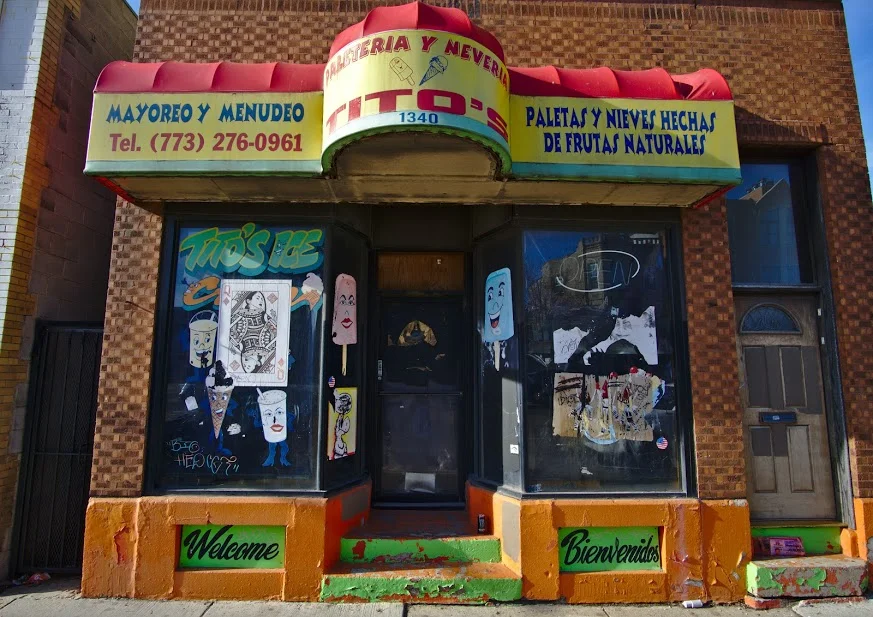 PALETERIA Y NEVERIA
TITO'S
1340
MAYOREO Y MENUDEO
Tel. (773) 276-0961
PALETAS Y NIEVES HECHAS
DE FRUTAS NATURALES
TITO'S ICE
OPEN
Q
Welcome
Bienvenidos